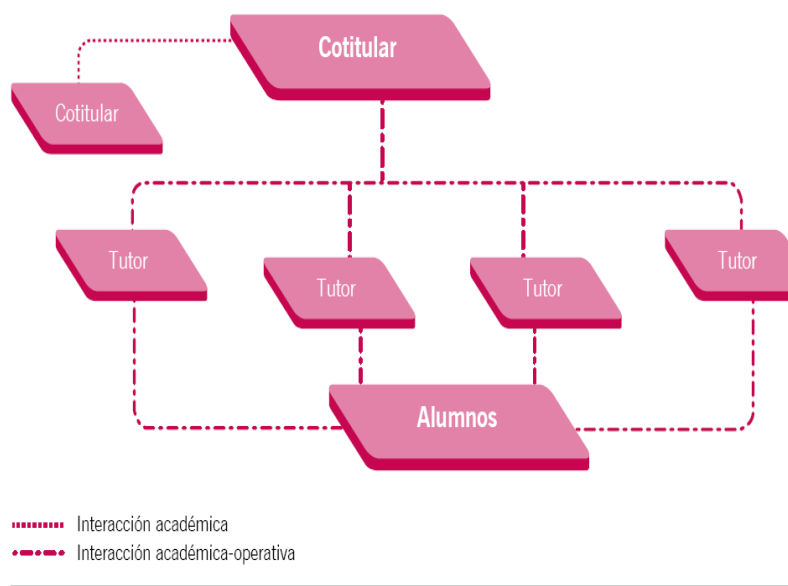 Cotitular
Cotitular
Tutor
Tutor
Tutor
Tutor
Alumnos
Interacción académica
Interacción académica-operativa